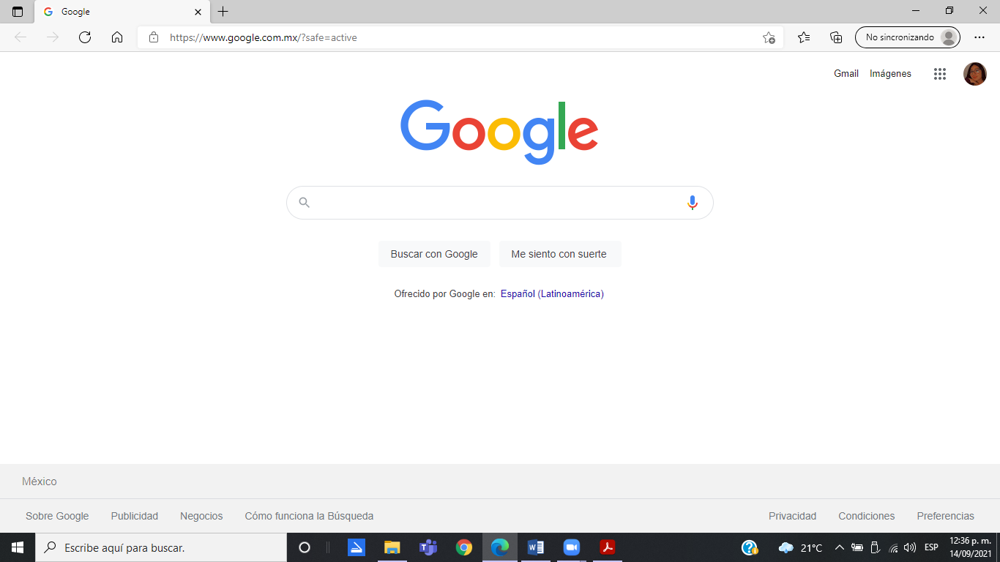 Google
https://www.google.com.mx/?safe=active
No sincronizando
Gmail Imágenes
Google
Buscar con Google Me siento con suerte
Ofrecido por Google en: Español (Latinoamérica)
México
Sobre Google Publicidad Negocios Cómo funciona la Búsqueda Privacidad Condiciones Preferencias
Escribe aquí para buscar.
21°C
ESP
12:36 p. m.
14/09/2021